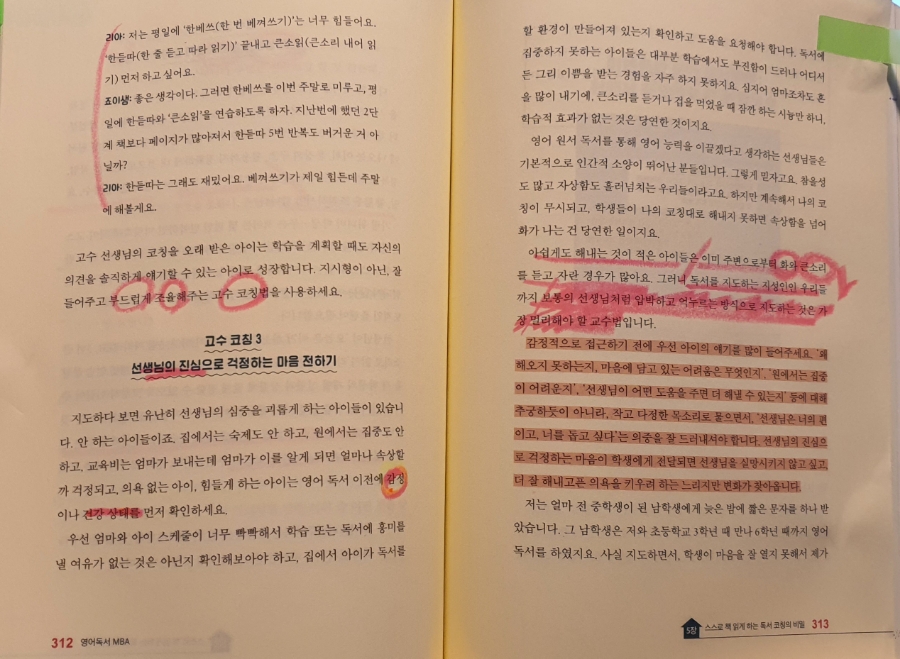 리아: 저는 평일에 '한베쓰(한 번 베껴쓰기)'는 너무 힘들어요.
'한듣따(한 줄 듣고 따라 읽기)' 끝내고 큰소읽(큰소리 내어 읽
기) 먼저 하고 싶어요.
죠이쌤: 좋은 생각이다. 그러면 한베쓰를 이번 주말로 미루고, 평
일에 한듣따와 '큰소읽'을 연습하도록 하자. 지난번에 했던 2단
계 책보다 페이지가 많아져서 한듣따 5번 반복도 버거운 거 아
닐까?
리아: 한듣따는 그래도 재밌어요. 베껴쓰기가 제일 힘든데 주말
에 해볼게요.
고수 선생님의 코칭을 오래 받은 아이는 학습을 계획할 때도 자신의
의견을 솔직하게 얘기할 수 있는 아이로 성장합니다. 지시형이 아닌, 잘
들어주고 부드럽게 조율해주는 고수 코칭법을 사용하세요.
고수 코칭 3
선생님의 진심으로 걱정하는 마음 전하기
지도하다 보면 유난히 선생님의 심중을 괴롭게 하는 아이들이 있습니
다. 안 하는 아이들이죠. 집에서는 숙제도 안 하고, 원에서는 집중도 안
하고, 교육비는 엄마가 보내는데 엄마가 이를 알게 되면 얼마나 속상할
까 걱정되고, 의욕 없는 아이, 힘들게 하는 아이는 영어 독서 이전에 감정
이나 건강 상태를 먼저 확인하세요.
우선 엄마와 아이 스케줄이 너무 빡빡해서 학습 또는 독서에 흥미를
낼 여유가 없는 것은 아닌지 확인해보아야 하고, 집에서 아이가 독서를
312 영어독서 MBA
할 환경이 만들어져 있는지 확인하고 도움을 요청해야 합니다. 독서에
집중하지 못하는 아이들은 대부분 학습에서도 부진함이 드러나 어디서
든 그리 이쁨을 받는 경험을 자주 하지 못하지요. 심지어 엄마조차도 혼
을 많이 내기에, 큰소리를 듣거나 겁을 먹었을 때 잠깐 하는 시늉만 하니,
학습적 효과가 없는 것은 당연한 것이지요.
영어 원서 독서를 통해 영어 능력을 이끌겠다고 생각하는 선생님들은
기본적으로 인간적 소양이 뛰어난 분들입니다. 그렇게 믿자고요. 참을성
도 많고 자상함도 흘러넘치는 우리들이라고요. 하지만 계속해서 나의 코
칭이 무시되고, 학생들이 나의 코칭대로 해내지 못하면 속상함을 넘어
화가 나는 건 당연한 일이지요.
아쉽게도 해내는 것이 적은 아이들은 이미 주변으로부터 화와 큰소리
를 듣고 자란 경우가 많아요. 그러니 독서를 지도하는 지성인인 우리들
까지 보통의 선생님처럼 압박하고 억누르는 방식으로 지도하는 것은 가
장 멀리해야 할 교수법입니다.
감정적으로 접근하기 전에 우선 아이의 얘기를 많이 들어주세요. '왜
해오지 못하는지, 마음에 담고 있는 어려움은 무엇인지', '원에서는 집중
이 어려운지', '선생님이 어떤 도움을 주면 더 해낼 수 있는지' 등에 대해
추궁하듯이 아니라, 작고 다정한 목소리로 물으면서, '선생님은 너의 편
이고, 너를 돕고 싶다'는 의중을 잘 드러내셔야 합니다. 선생님의 진심으
로 걱정하는 마음이 학생에게 전달되면 선생님을 실망시키지 않고 싶고,
더 잘 해내고픈 의욕을 키우려 하는 느리지만 변화가 찾아옵니다.
저는 얼마 전 중학생이 된 남학생에게 늦은 밤에 짧은 문자를 하나 받
았습니다. 그 남학생은 저와 초등학교 3학년 때 만나 6학년 때까지 영어
독서를 하였지요. 사실 지도하면서, 학생이 마음을 잘 열지 못해서 제가
5장 스스로 책 읽게 하는 독서 코칭의 비밀 313